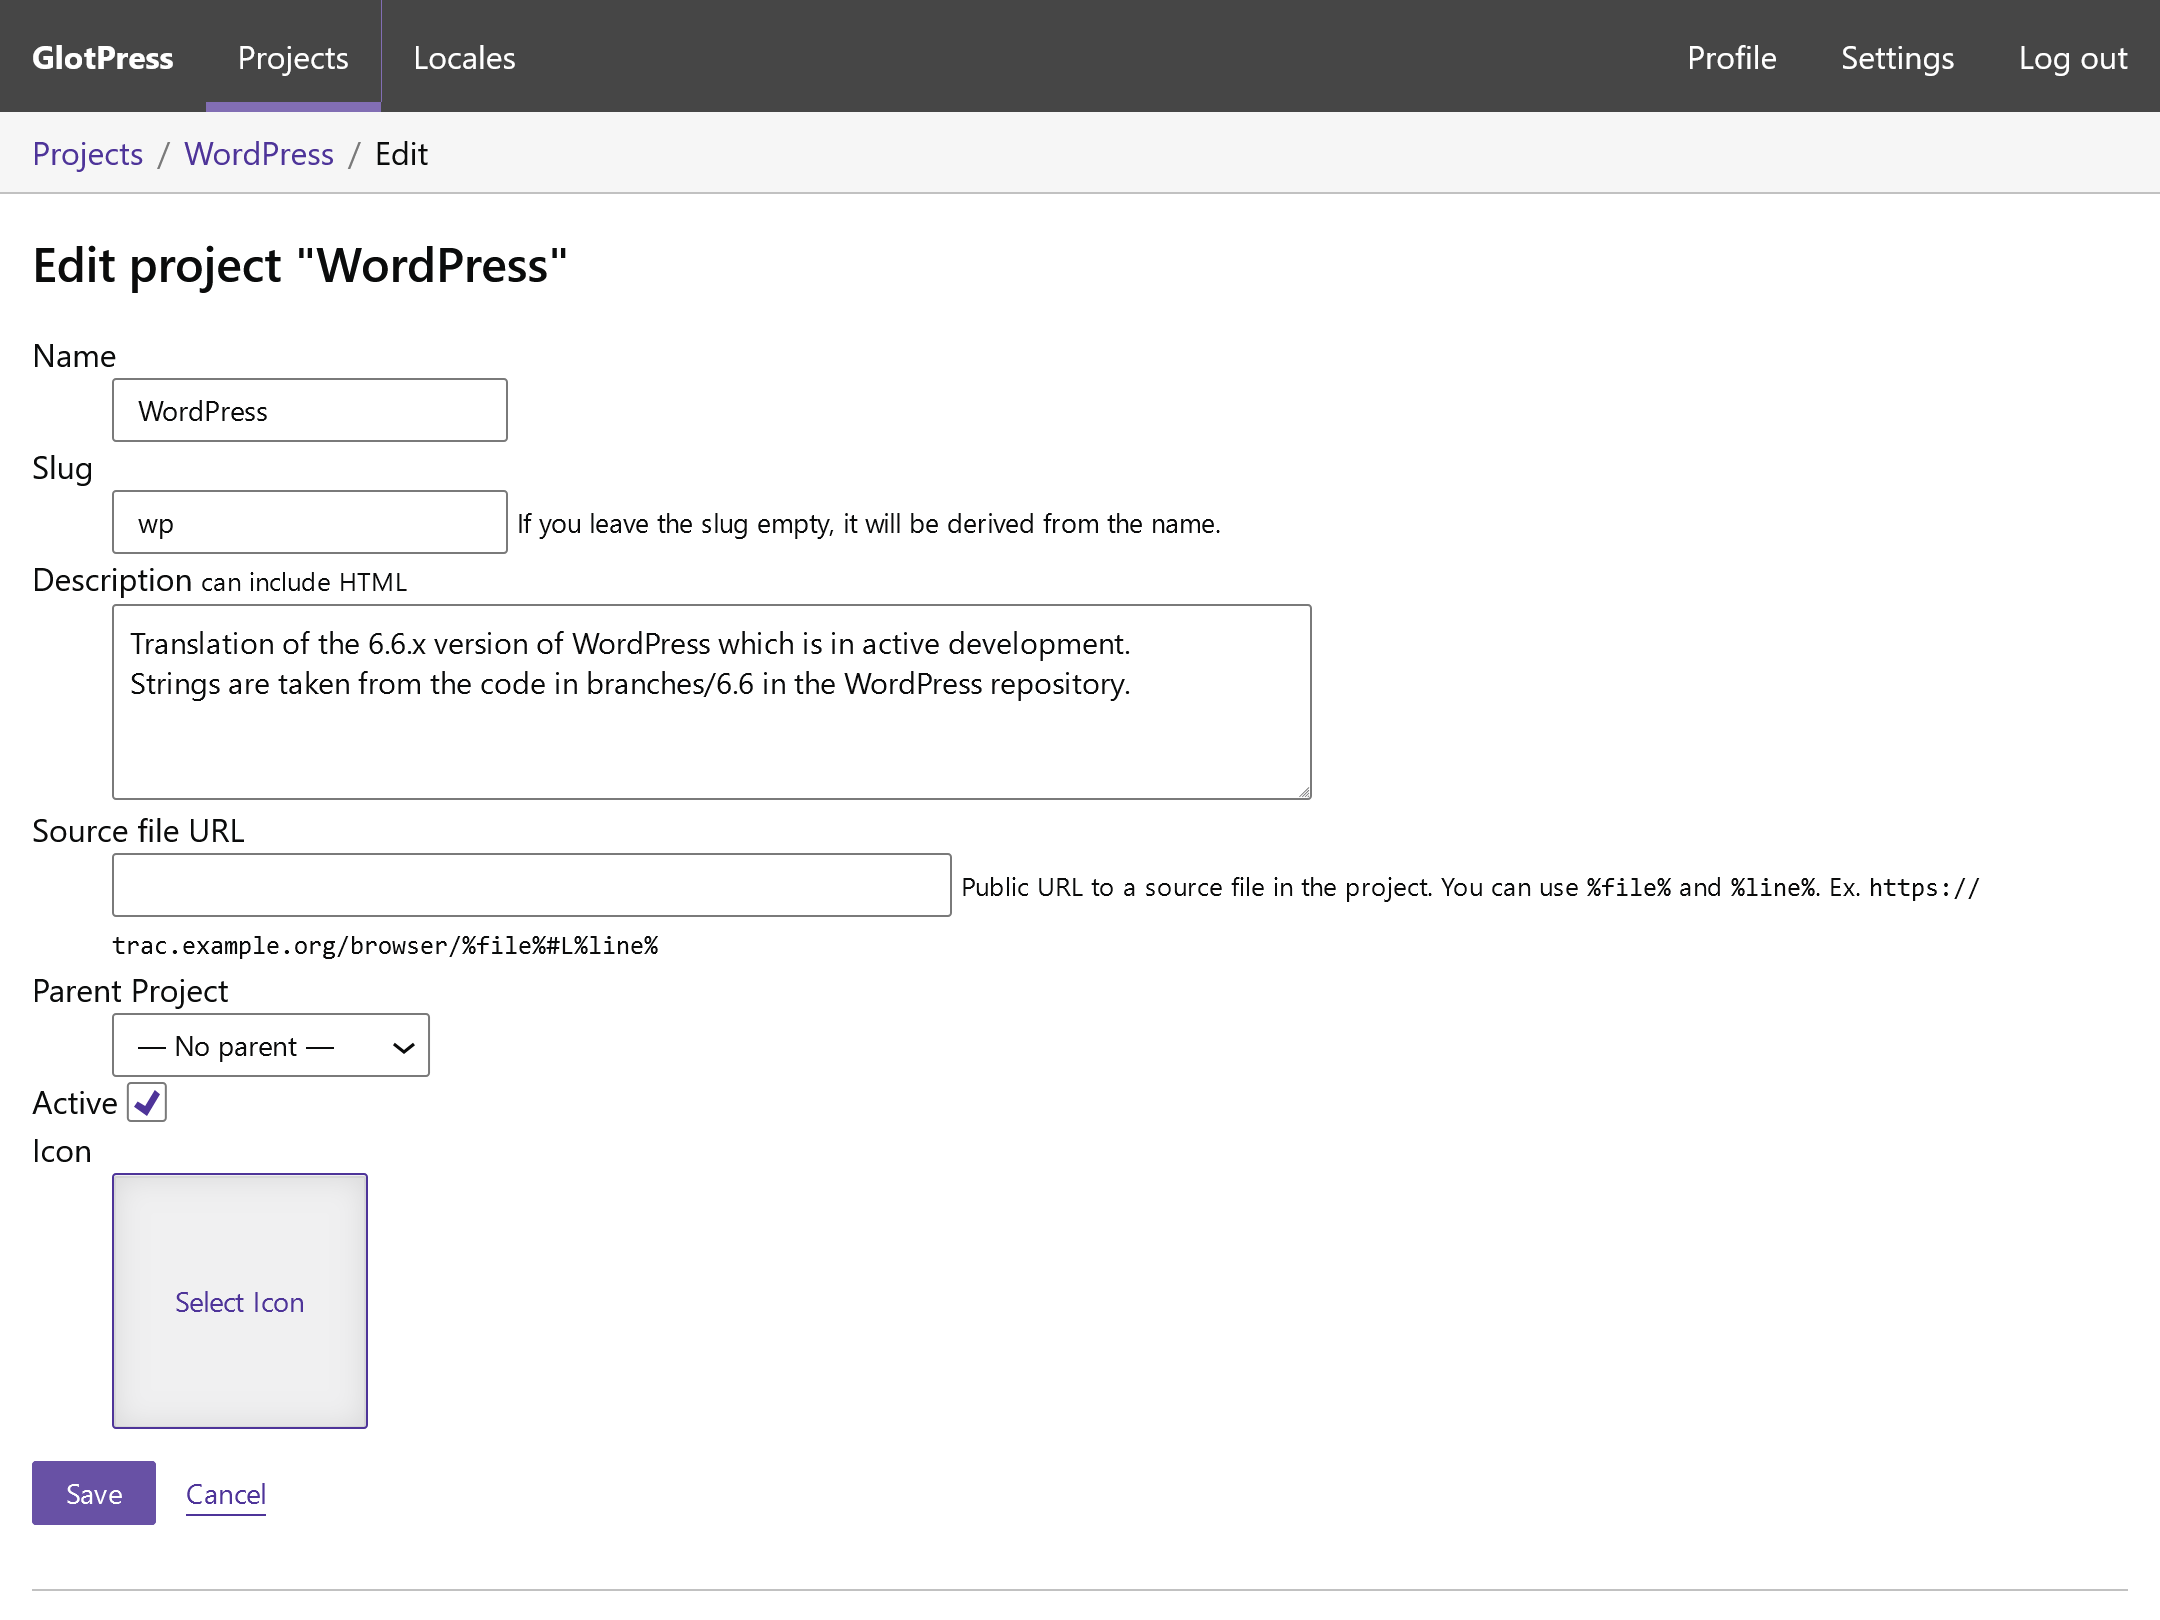 GlotPress Projects Locales Profile Settings Log out
Projects / WordPress / Edit
Edit project "WordPress"
Name
WordPress
Slug
wp If you leave the slug empty, it will be derived from the name.
Description can include HTML
Translation of the 6.6.x version of WordPress which is in active development.
Strings are taken from the code in branches/6.6 in the WordPress repository.
Source file URL
Public URL to a source file in the project. You can use %file% and %line%. Ex. https://
trac.example.org/browser/%file%#L%line%
Parent Project
— No parent —
Active
Icon
Select Icon
Save Cancel